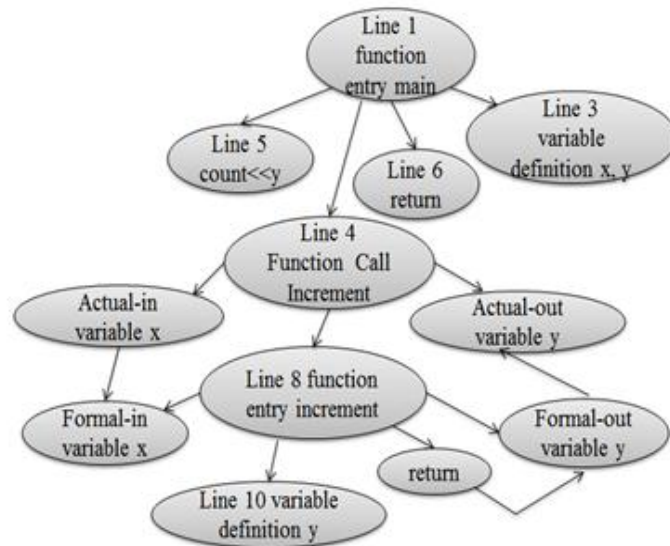 Line 1
function
entry main
Line 5
count<<y
Line 6
return
Line 3
variable
definition x, y
Line 4
Function Call
Increment
Actual-in
variable x
Actual-out
variable y
Line 8 function
entry increment
Formal-in
variable x
Formal-out
variable y
return
Line 10 variable
definition y